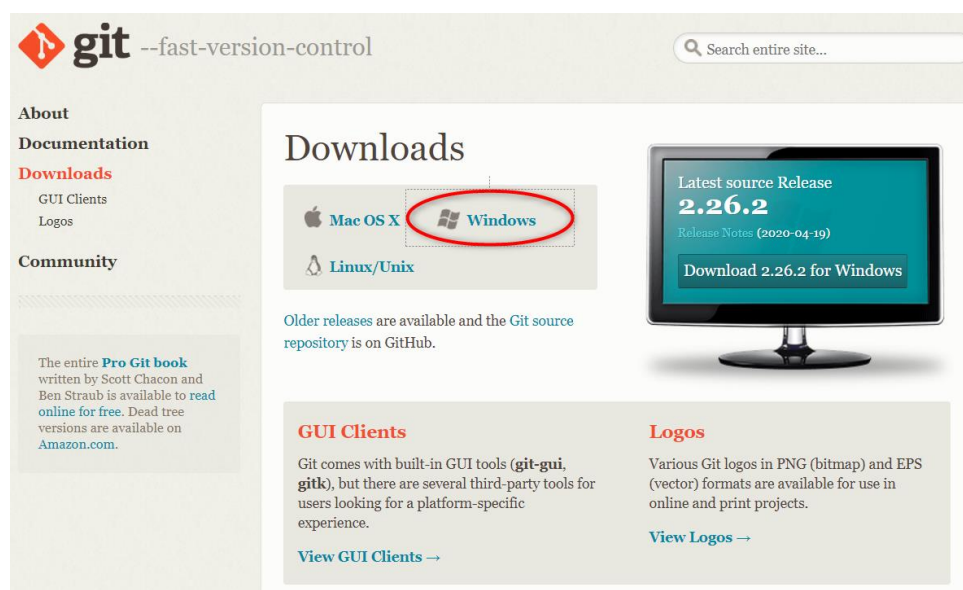 git --fast-version-control
Search entire site...
About
Documentation
Downloads
GUI Clients
Logos
Community
The entire Pro Git book
written by Scott Chacon and
Ben Straub is available to read
online for free. Dead tree
versions are available on
Amazon.com.
Downloads
Mac OS X
Windows
Linux/Unix
Older releases are available and the Git source
repository is on GitHub.
Latest source Release
2.26.2
Release Notes (2020-04-19)
Download 2.26.2 for Windows
GUI Clients
Git comes with built-in GUI tools (git-gui,
gitk), but there are several third-party tools for
users looking for a platform-specific
experience.
View GUI Clients →
Logos
Various Git logos in PNG (bitmap) and EPS
(vector) formats are available for use in
online and print projects.
View Logos →